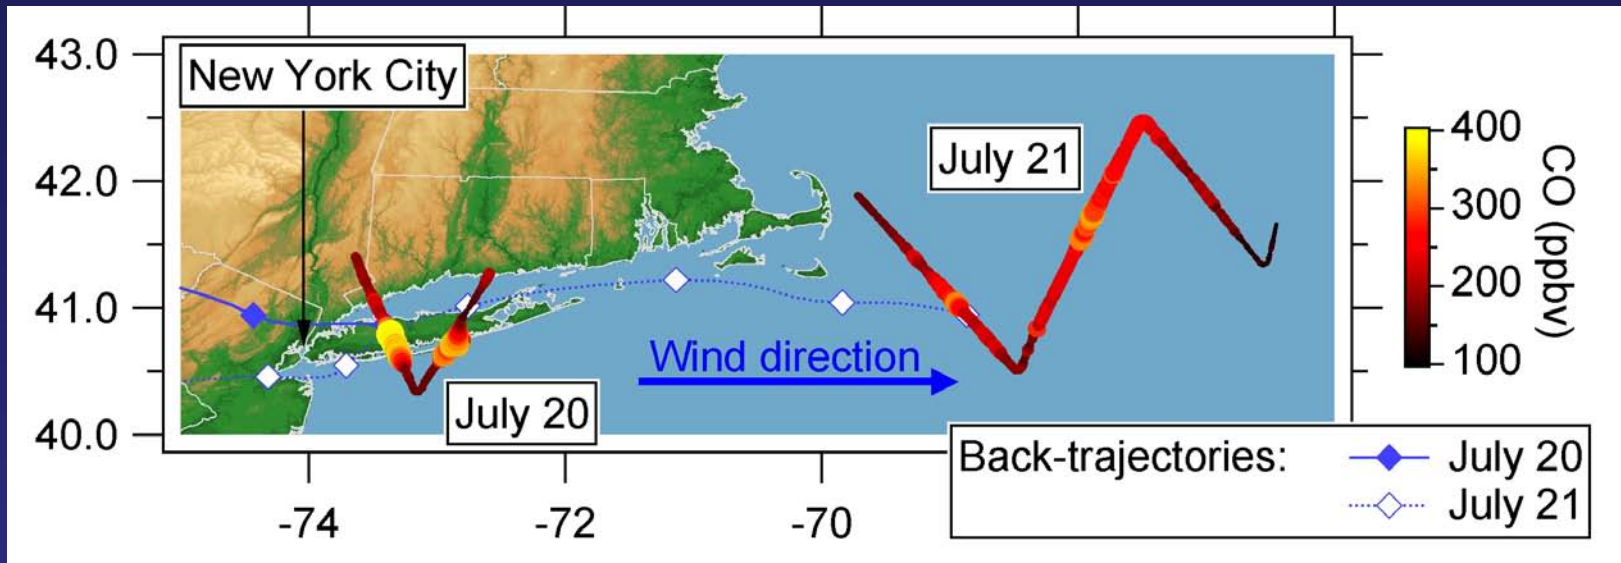 43.0
42.0
41.0
40.0
New York City
July 21
July 20
Wind direction
-74
-72
-70
400
300
200
100
CO (ppbv)
Back-trajectories:
July 20
July 21